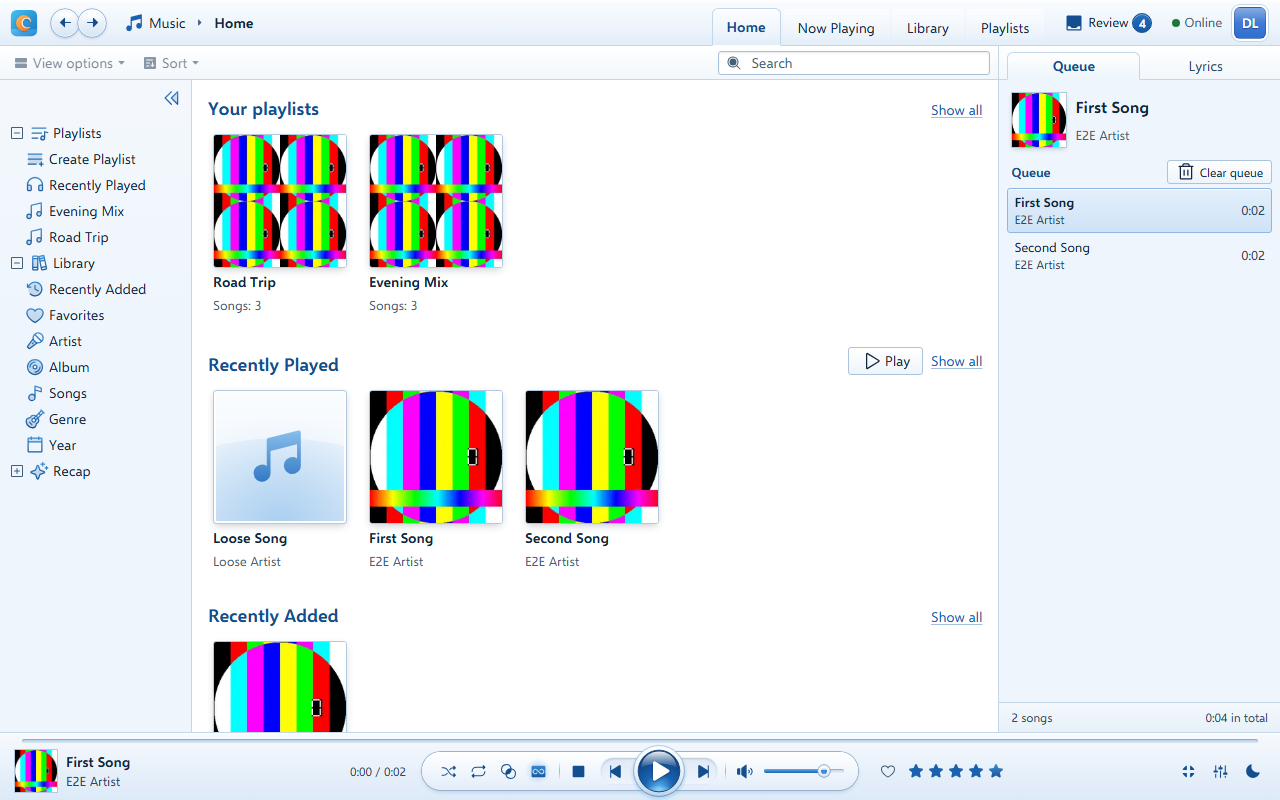 Music
Home
Home
Now Playing
Library
Playlists
Review 4
Online
DL
View options
Sort
Search
Queue
Lyrics
Playlists
Create Playlist
Recently Played
Evening Mix
Road Trip
Library
Recently Added
Favorites
Artist
Album
Songs
Genre
Year
Recap
Your playlists
Show all
Road Trip
Songs: 3
Evening Mix
Songs: 3
Recently Played
Play
Show all
Loose Song
Loose Artist
First Song
E2E Artist
Second Song
E2E Artist
Recently Added
Show all
First Song
E2E Artist
Queue
Clear queue
First Song
E2E Artist
0:02
Second Song
E2E Artist
0:02
2 songs
0:04 in total
First Song
E2E Artist
0:00 / 0:02